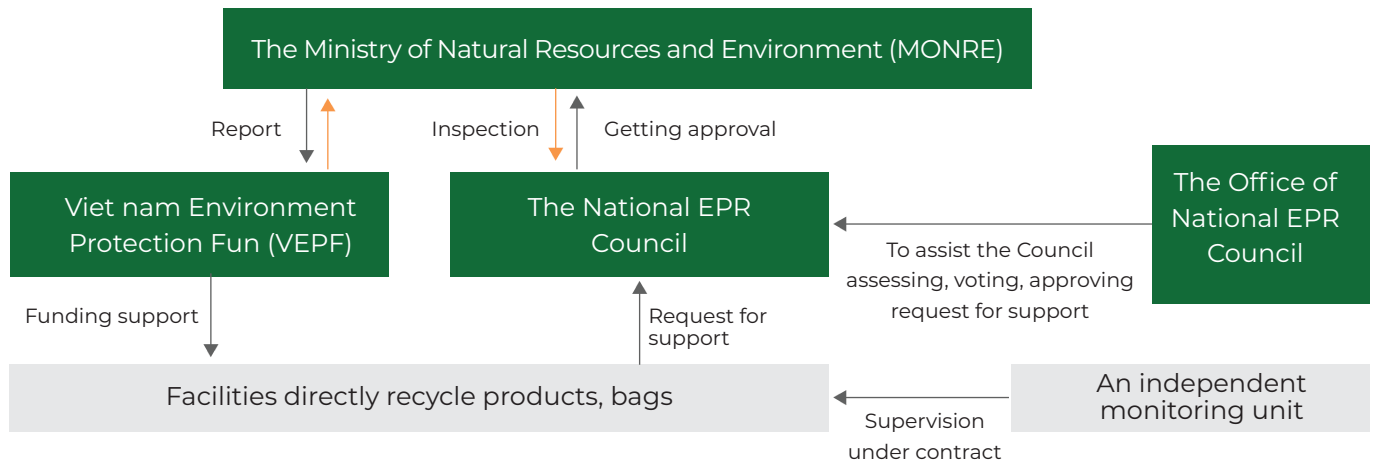 The Ministry of Natural Resources and Environment (MONRE)
Report
Inspection
Getting approval
Viet nam Environment
Protection Fun (VEPF)
The National EPR
Council
The Office of
National EPR
Council
To assist the Council
assessing, voting, approving
request for support
Funding support
Request for
support
Facilities directly recycle products, bags
An independent
monitoring unit
Supervision
under contract